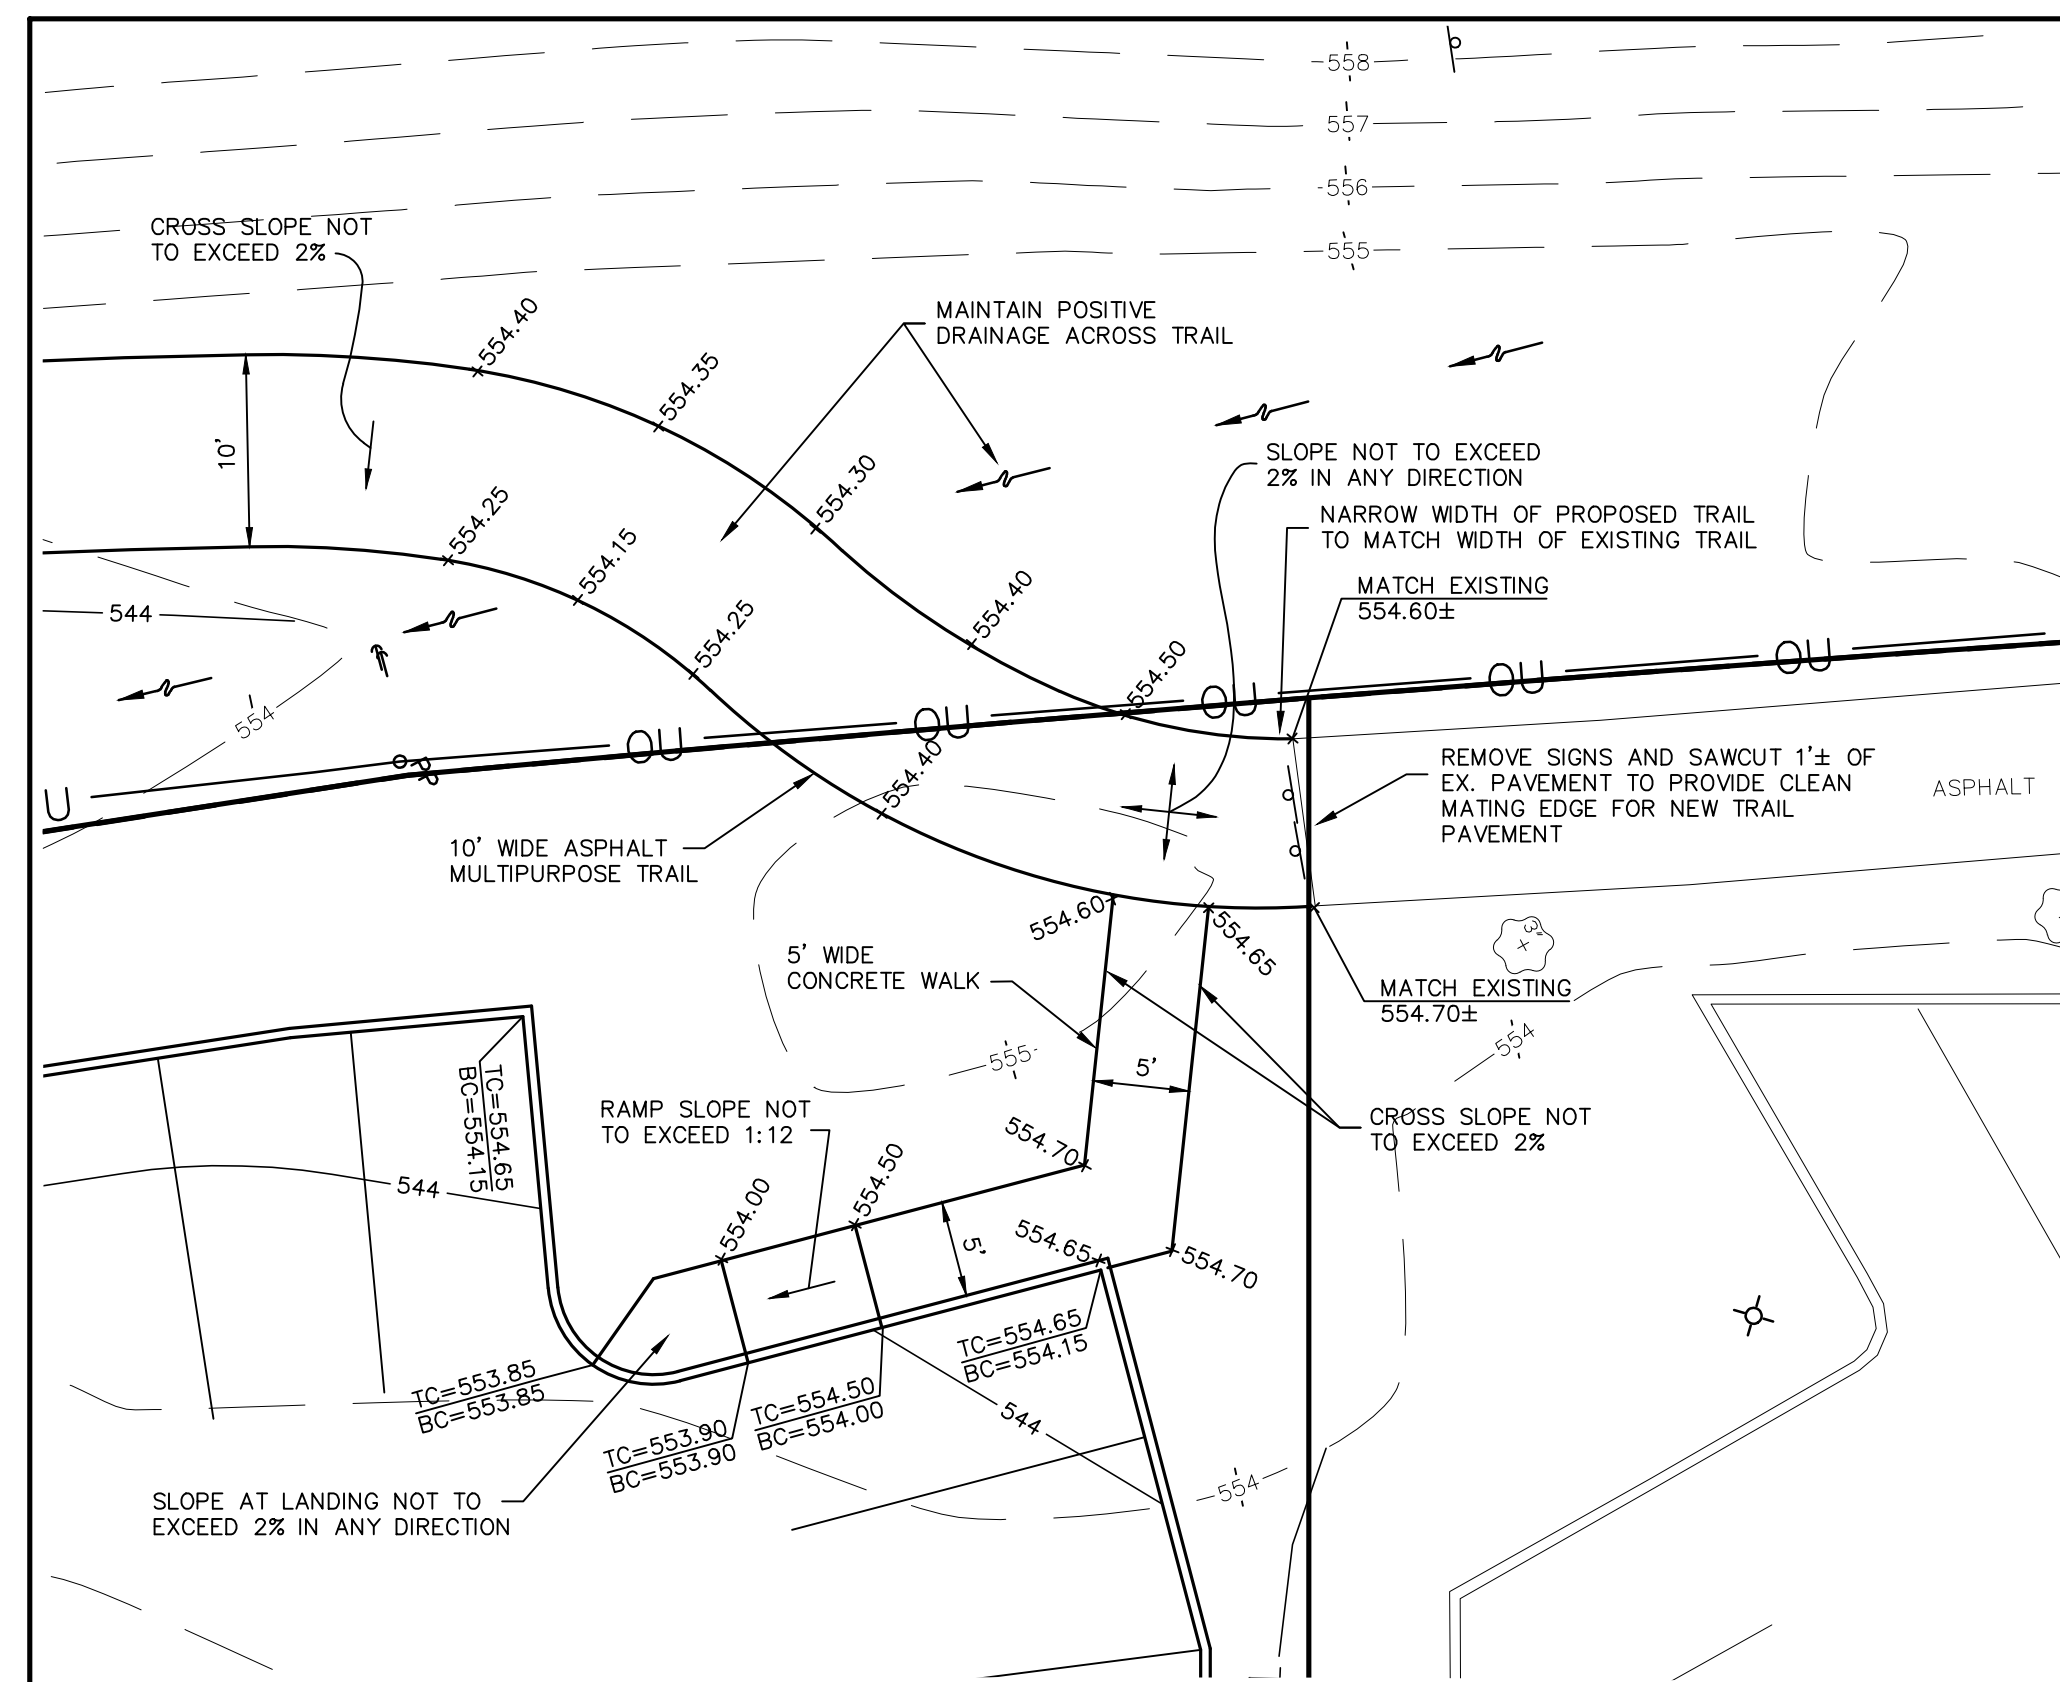 558
557
556
555
CROSS SLOPE NOT
TO EXCEED 2%
554.40
MAINTAIN POSITIVE
DRAINAGE ACROSS TRAIL
554.35
10'
554.30
554.25
SLOPE NOT TO EXCEED
2% IN ANY DIRECTION
NARROW WIDTH OF PROPOSED TRAIL
TO MATCH WIDTH OF EXISTING TRAIL
554.15
554.40
MATCH EXISTING
554.60±
544
554.25
554.50
554
OU
OU
OU
OU
OU
U
554.40
REMOVE SIGNS AND SAWCUT 1'± OF
EX. PAVEMENT TO PROVIDE CLEAN
MATING EDGE FOR NEW TRAIL
PAVEMENT
ASPHALT
10' WIDE ASPHALT
MULTIPURPOSE TRAIL
554.60
554.65
3"
5' WIDE
CONCRETE WALK
MATCH EXISTING
554.70±
554
555
5'
TC=554.65
BC=554.15
RAMP SLOPE NOT
TO EXCEED 1:12
CROSS SLOPE NOT
TO EXCEED 2%
554.70
544
554.00
554.50
5'
554.65
554.70
TC=554.65
BC=554.15
TC=553.85
BC=553.85
TC=554.50
BC=554.00
TC=553.90
BC=553.90
544
554
SLOPE AT LANDING NOT TO
EXCEED 2% IN ANY DIRECTION